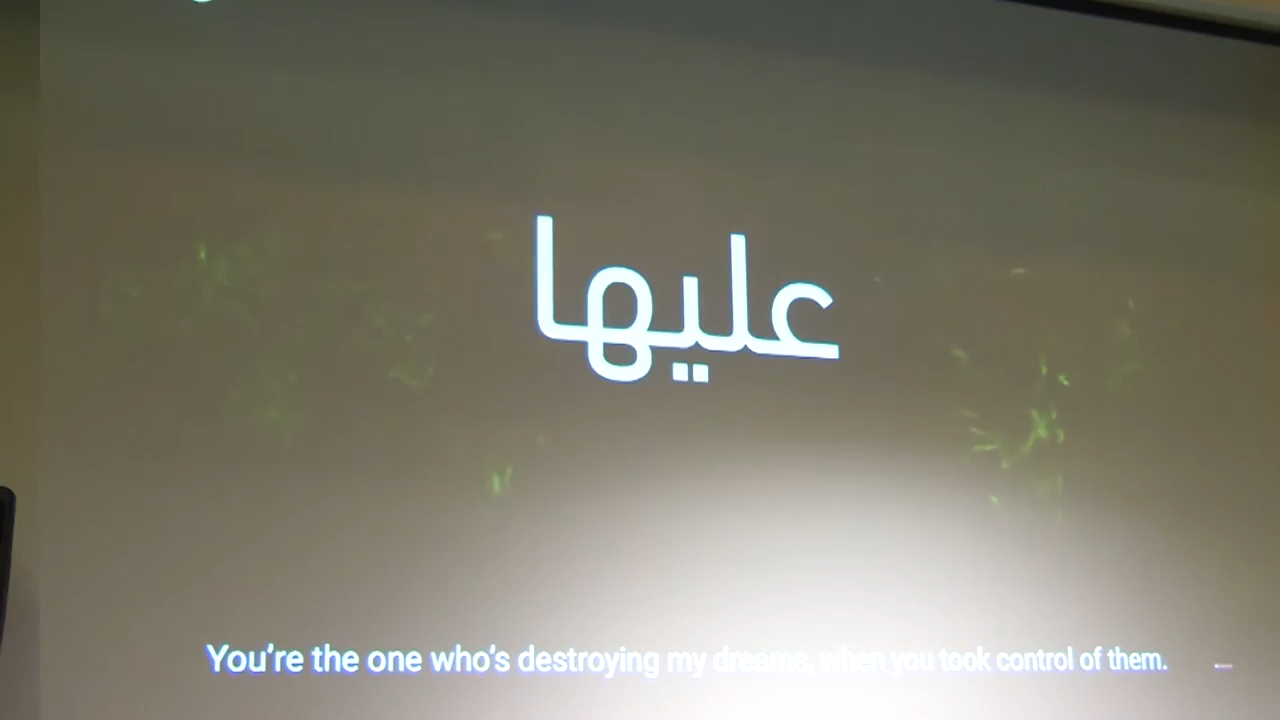 عليها
You're the one who's destroying my dreams, when you took control of them.